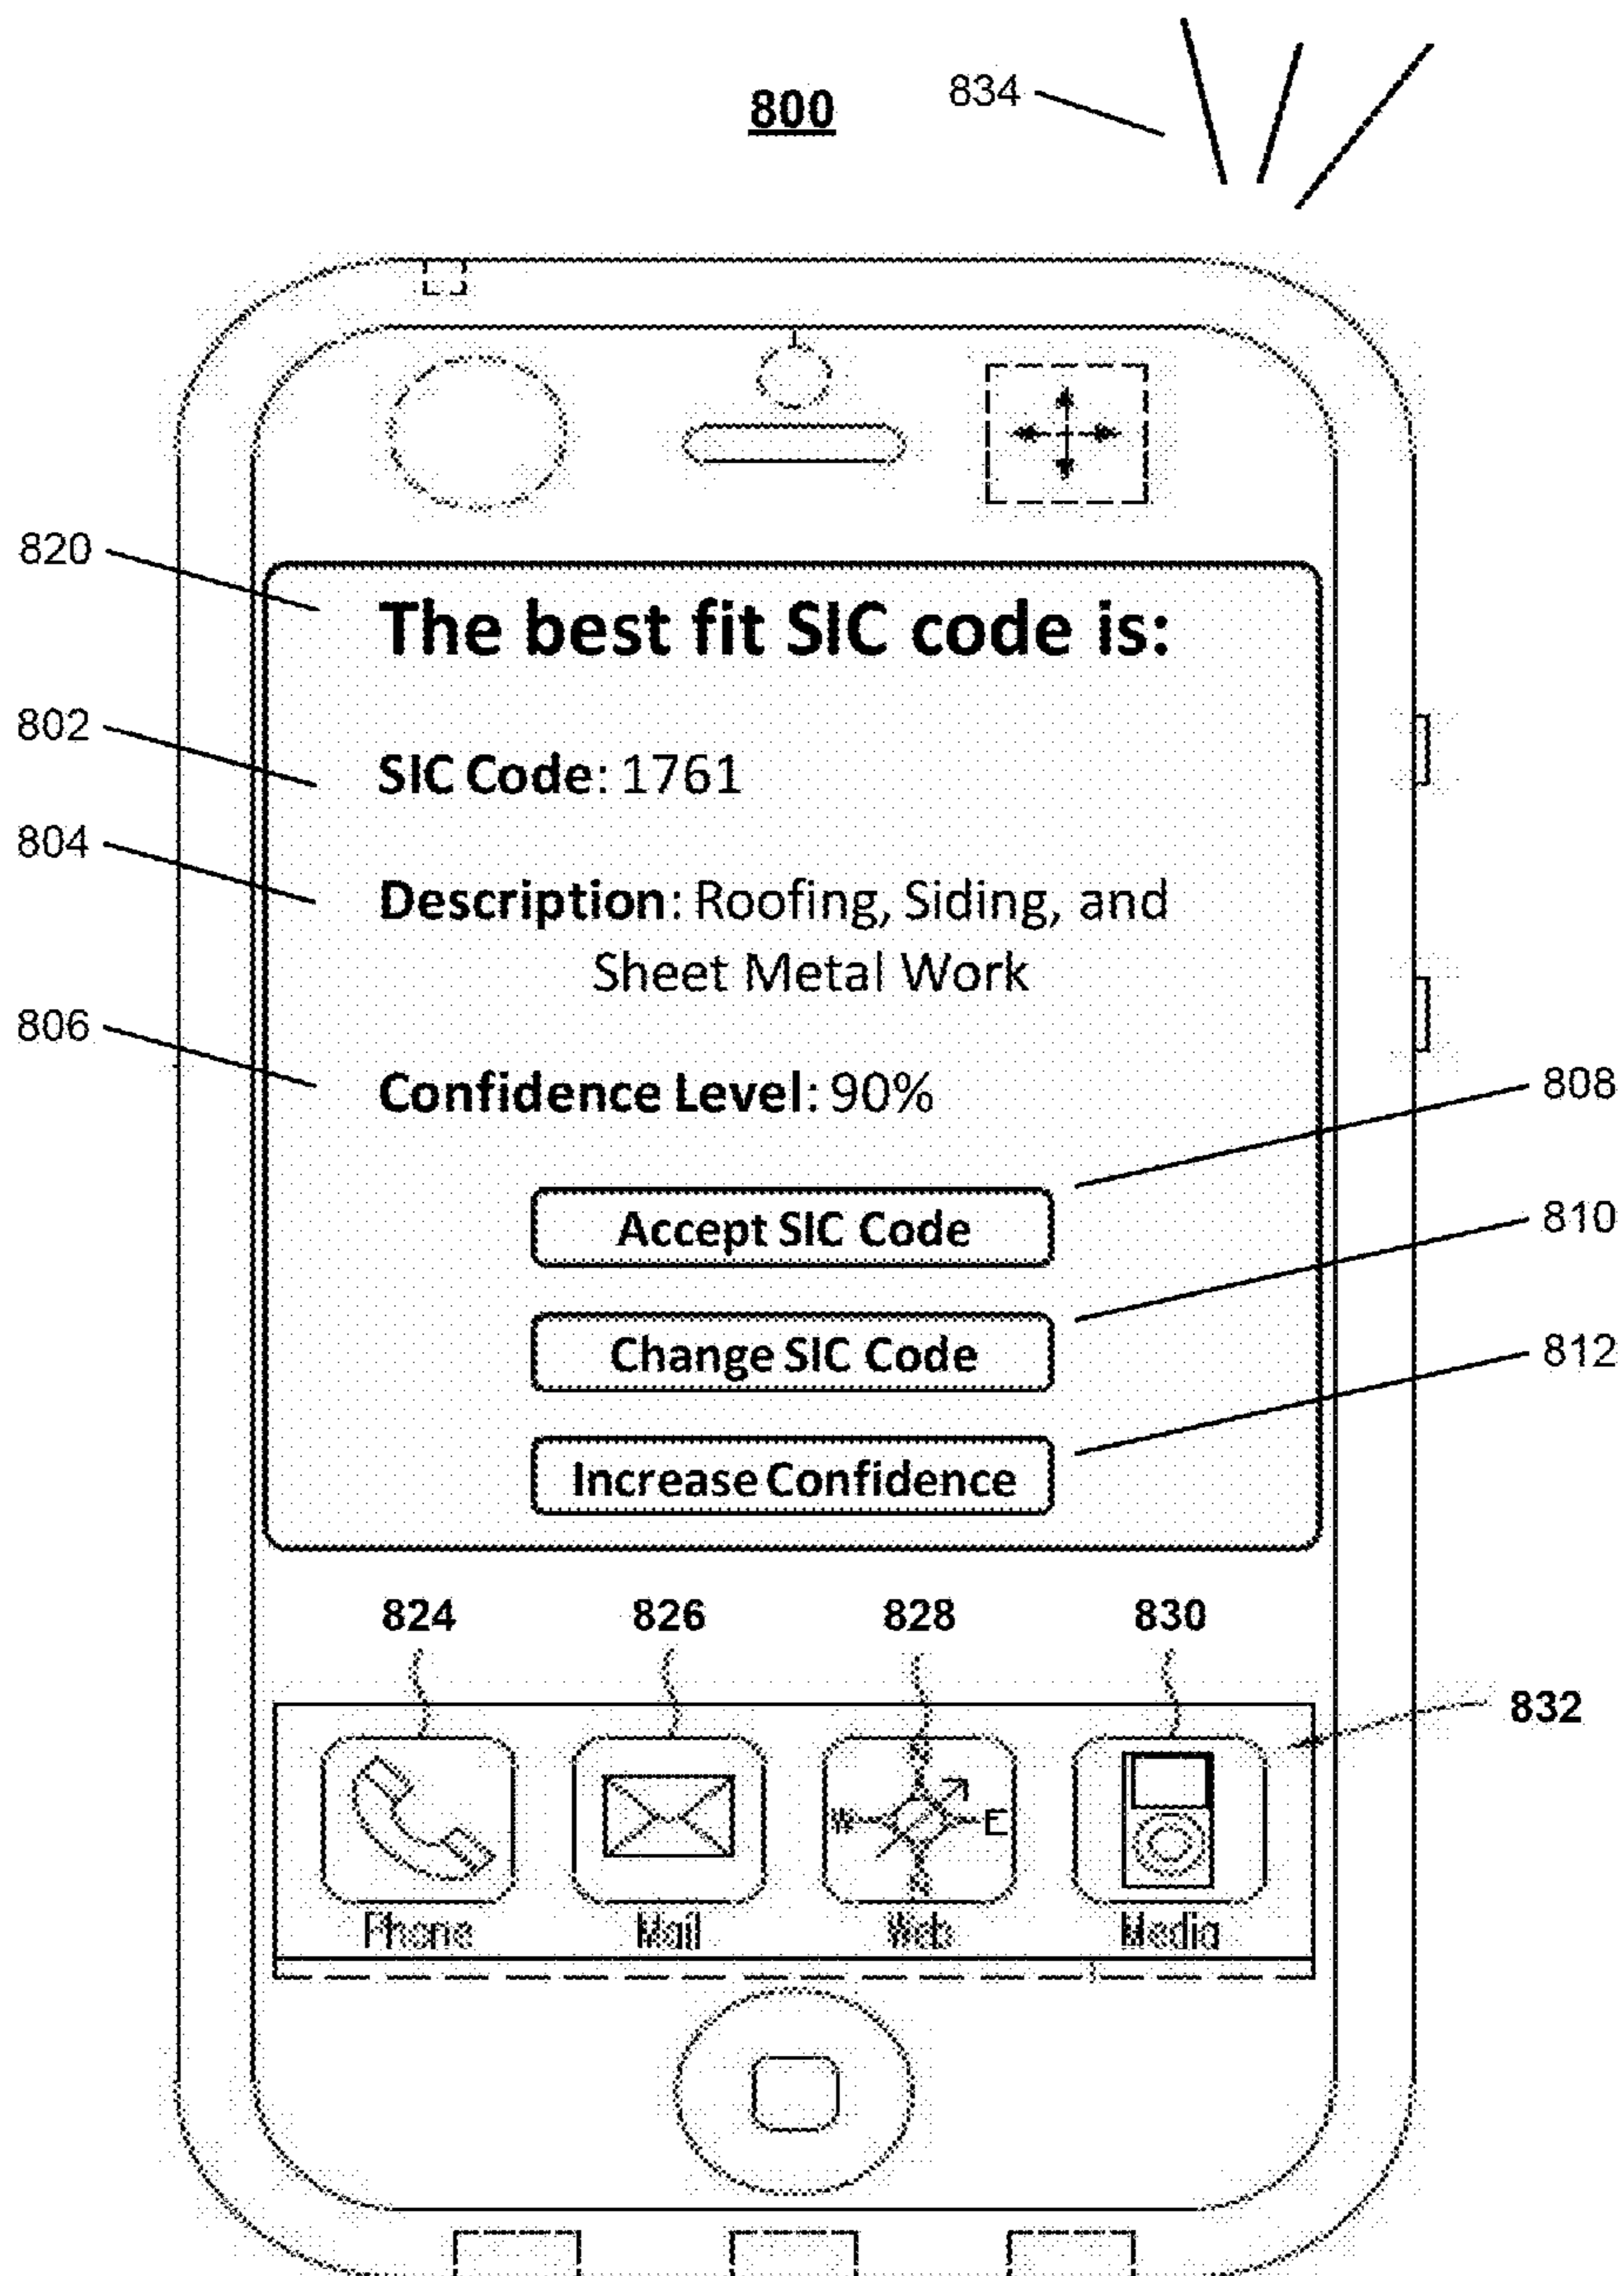 800
834
820
The best fit SIC code is:
802
SIC Code: 1761
804
Description: Roofing, Siding, and
Sheet Metal Work
806
Confidence Level: 90%
808
Accept SIC Code
810
Change SIC Code
812
Increase Confidence
824 826 828 830
832
W E
Phone Mail Web Media